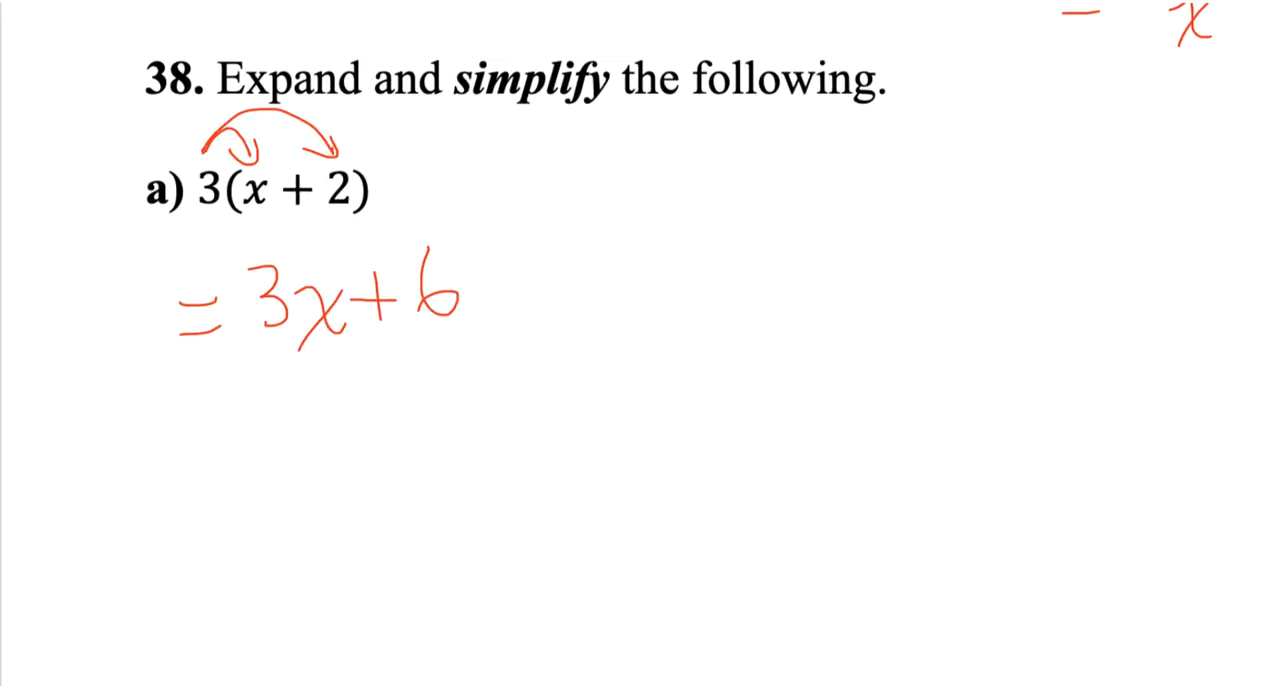 - x
38. Expand and simplify the following.
a) 3(x + 2)
= 3x+6